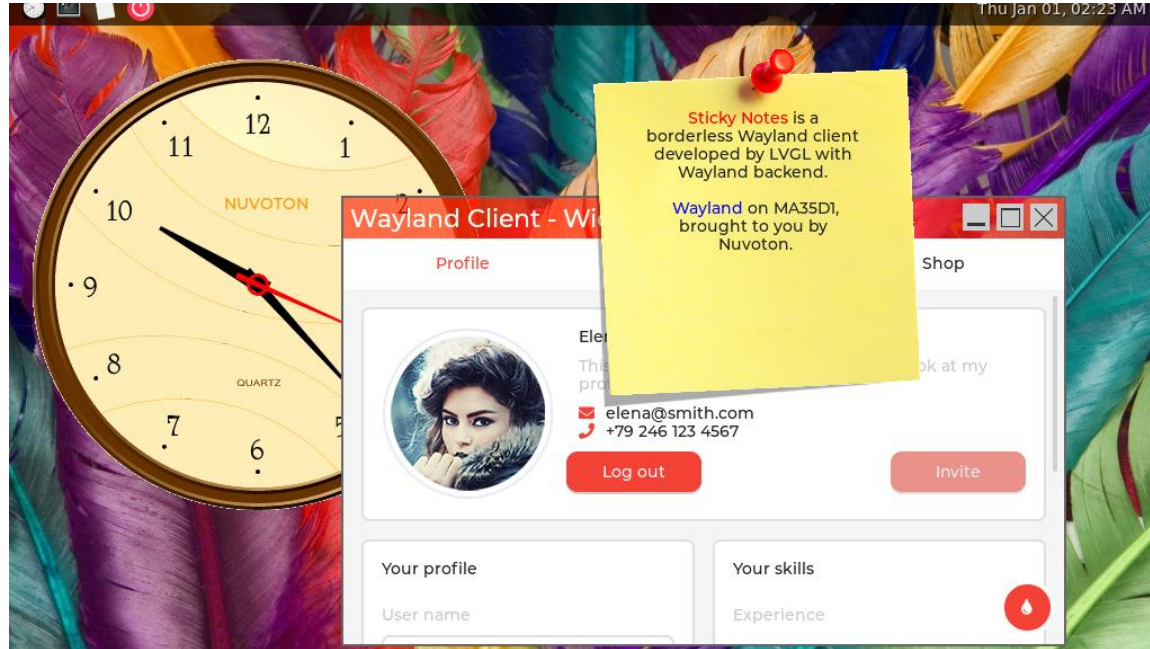 Thu Jan 01, 02:23 AM
12
11
1
10
2
9
8
7
6
NUVOTON
QUARTZ
Sticky Notes is a
borderless Wayland client
developed by LVGL with
Wayland backend.
Wayland on MA35D1,
brought to you by
Nuvoton.
Wayland Client -
Profile
Shop
at my
elena@smith.com
+79 246 123 4567
Log out
Invite
Your profile
User name
Your skills
Experience